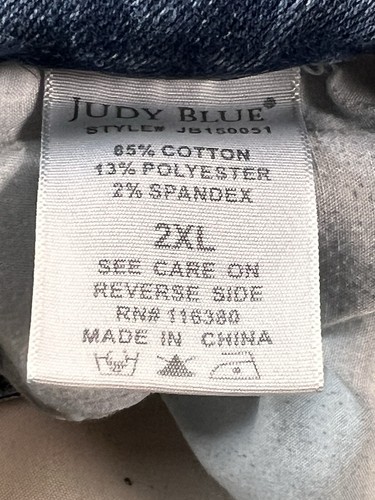 JUDY BLUE®
STYLE# JB150051
85% COTTON
13% POLYESTER
2% SPANDEX
2XL
SEE CARE ON
REVERSE SIDE
RN# 116380
MADE IN CHINA